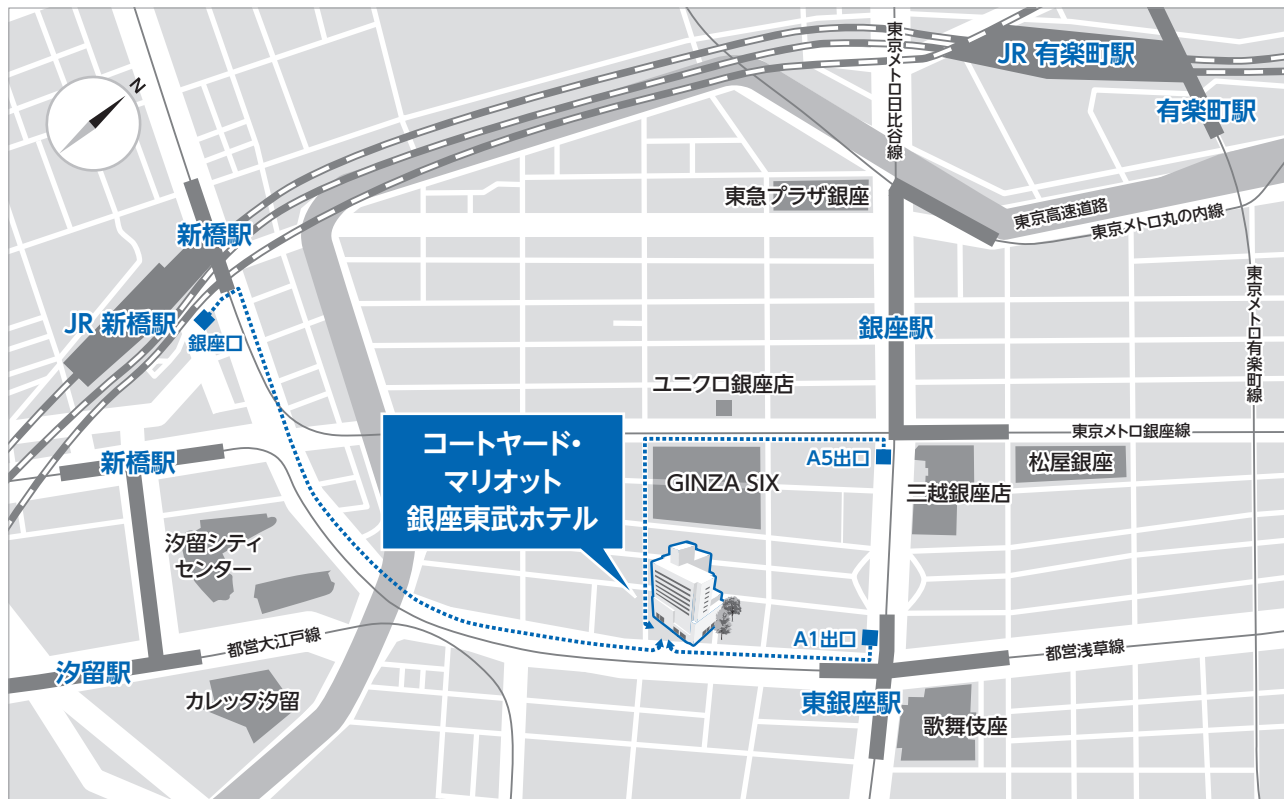 N
東京メトロ日比谷線
JR 有楽町駅
有楽町駅
東急プラザ銀座
東京高速道路
東京メトロ丸の内線
新橋駅
JR 新橋駅
銀座口
銀座駅
東京メトロ有楽町線
ユニクロ銀座店
コートヤード・
マリオット
銀座東武ホテル
東京メトロ銀座線
A5出口
GINZA SIX
三越銀座店
松屋銀座
新橋駅
汐留シティ
センター
A1出口
都営大江戸線
都営浅草線
汐留駅
カレッタ汐留
東銀座駅
歌舞伎座